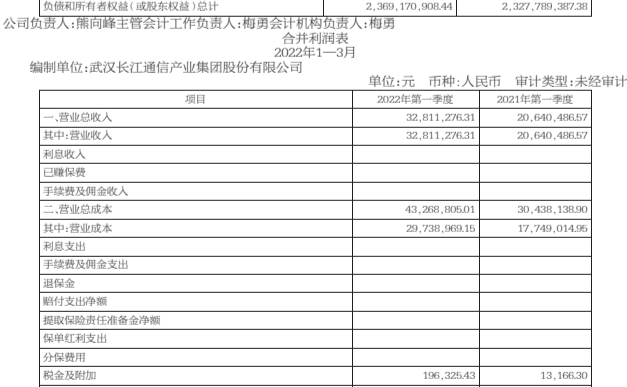 负债和所有者权益(或股东权益)总计 2,369,170,908.44 2,327,789,387.38
公司负责人:熊向峰主管会计工作负责人:梅勇会计机构负责人:梅勇
合并利润表
2022年1—3月
编制单位:武汉长江通信产业集团股份有限公司
单位:元 币种:人民币 审计类型:未经审计
项目 2022年第一季度 2021年第一季度
一、营业总收入 32,811,276.31 20,640,486.57
其中:营业收入 32,811,276.31 20,640,486.57
利息收入
已赚保费
手续费及佣金收入
二、营业总成本 43,268,805.01 30,438,138.90
其中:营业成本 29,738,969.15 17,749,014.95
利息支出
手续费及佣金支出
退保金
赔付支出净额
提取保险责任准备金净额
保单红利支出
分保费用
税金及附加 196,325.43 13,166.30